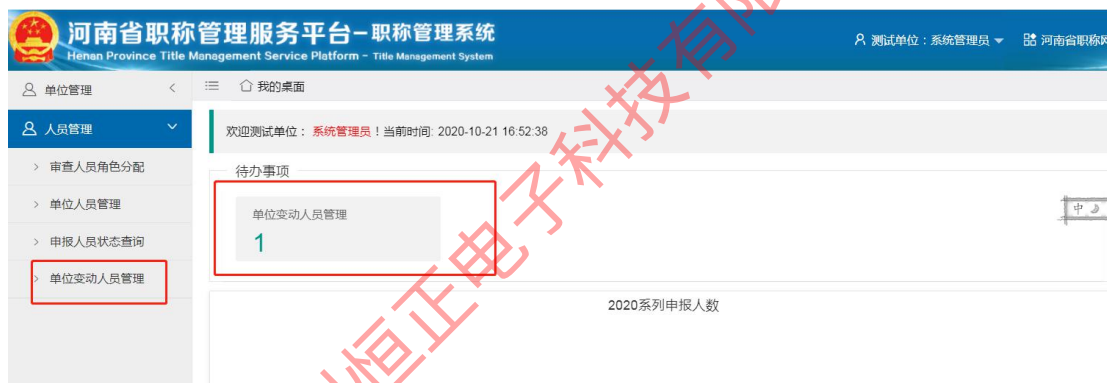 河南省职称管理服务平台-职称管理系统
Henan Province Title Management Service Platform - Title Management System
测试单位：系统管理员
河南省职称网
单位管理
我的桌面
人员管理
欢迎测试单位： 系统管理员！当前时间: 2020-10-21 16:52:38
审查人员角色分配
待办事项
单位人员管理
单位变动人员管理
1
中
申报人员状态查询
单位变动人员管理
2020系列申报人数
恒正电子科技有限